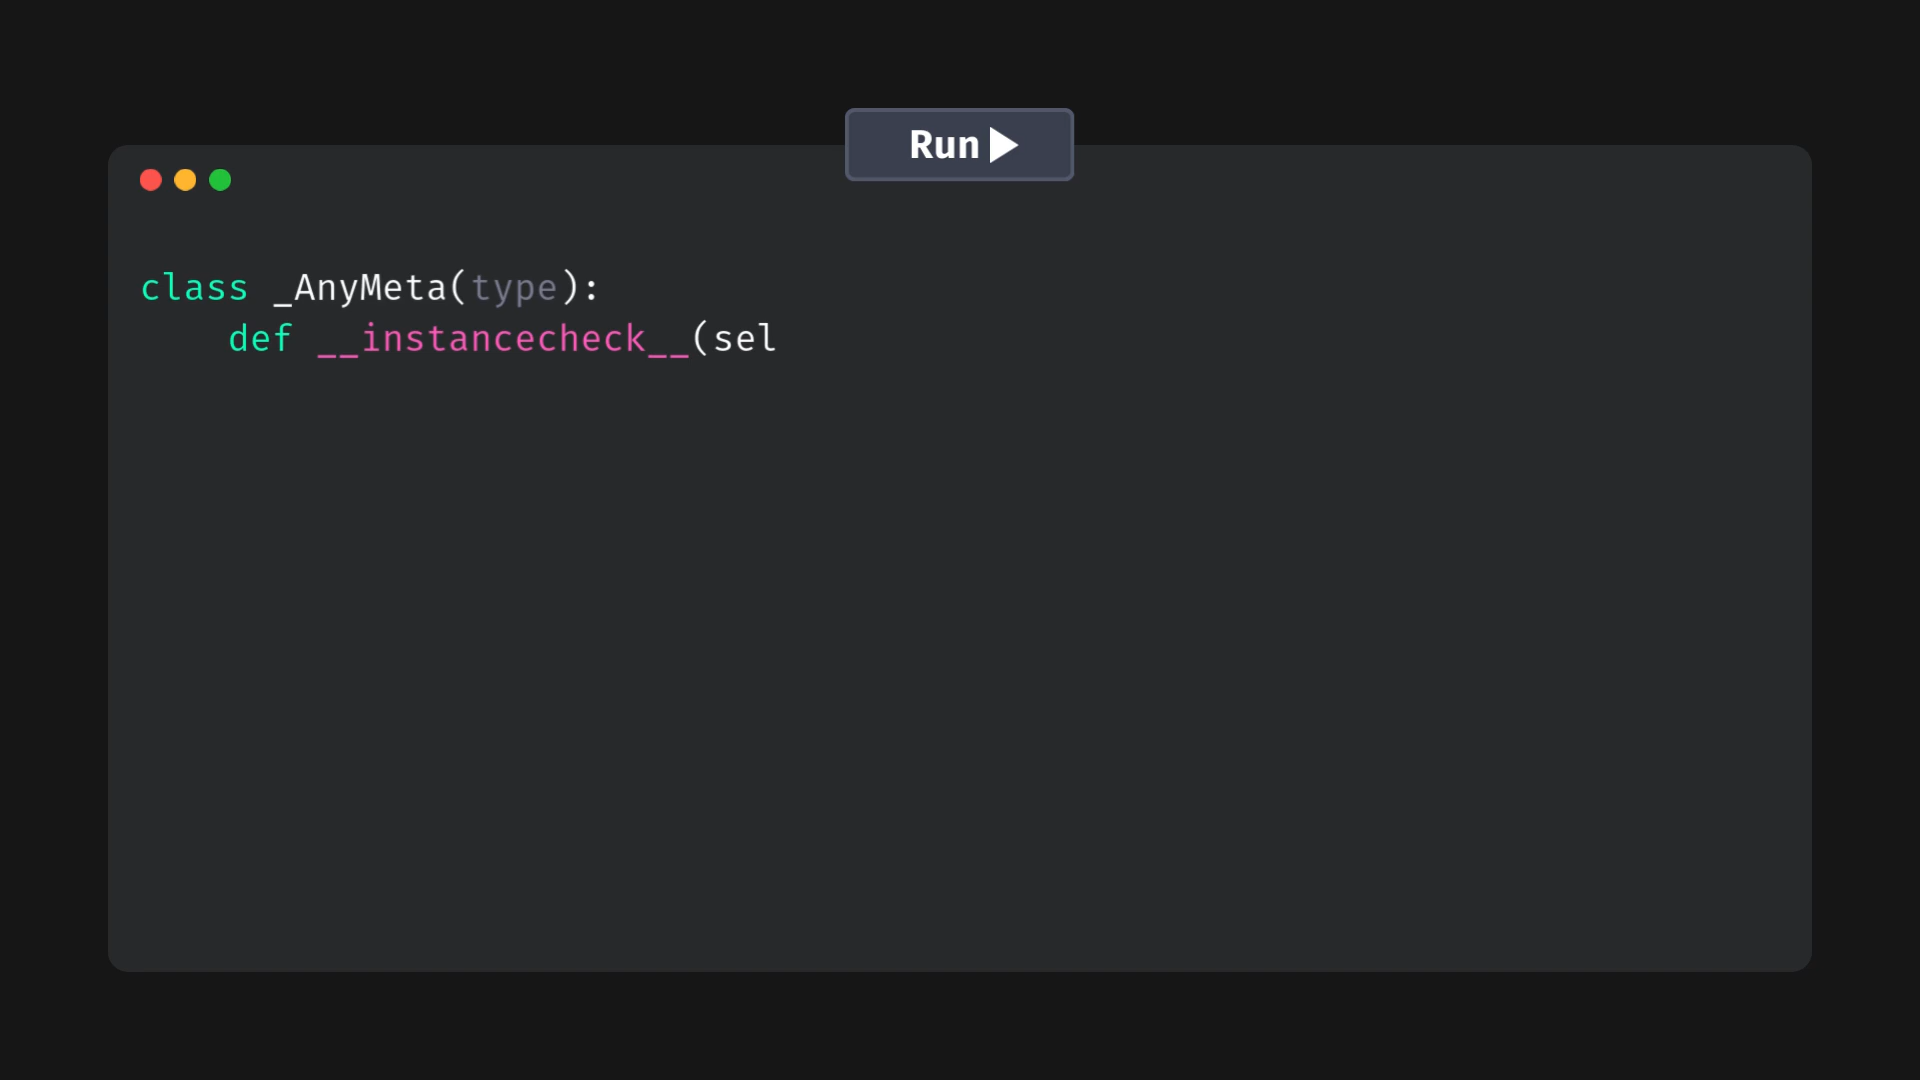 Run
class _AnyMeta(type):
    def __instancecheck__(sel